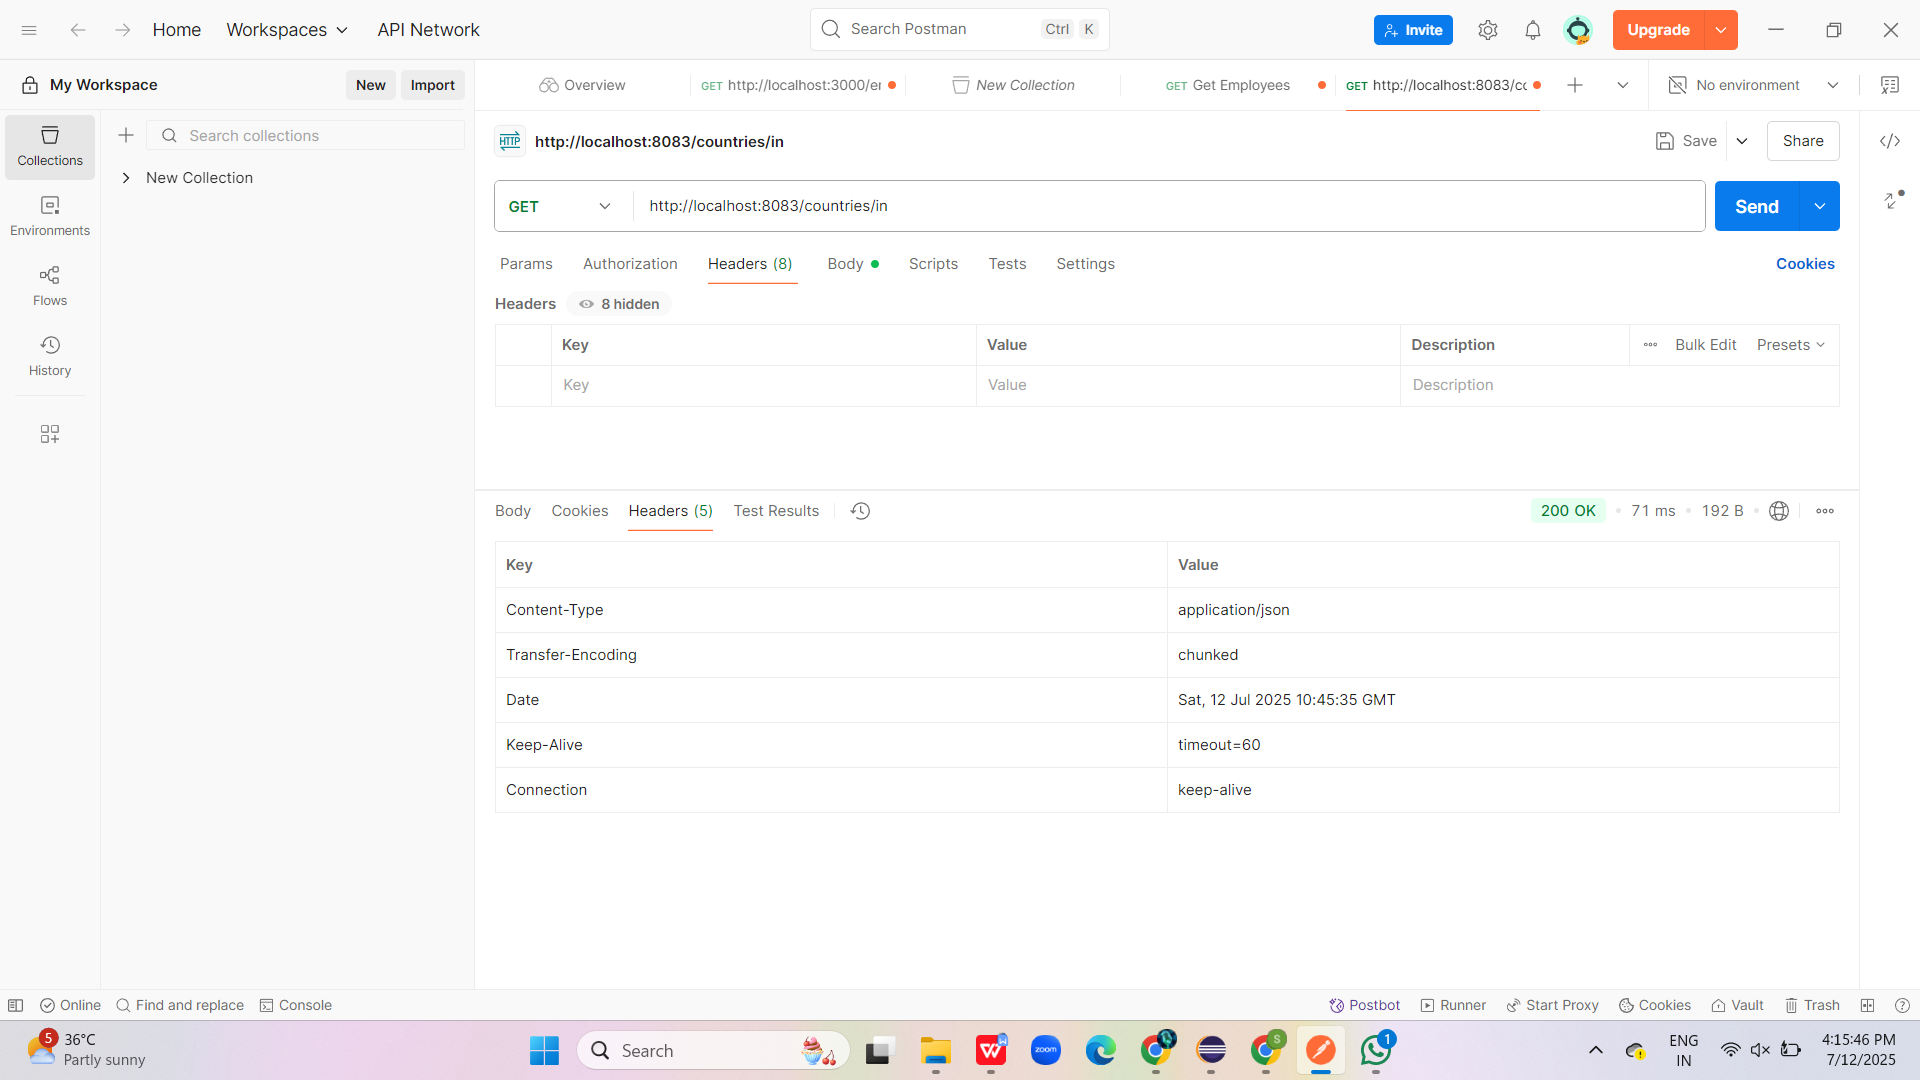 Home
Workspaces
API Network
Search Postman
Ctrl
K
Invite
Upgrade
My Workspace
New
Import
Overview
GET http://localhost:3000/er
New Collection
GET Get Employees
GET http://localhost:8083/cc
No environment
Collections
Search collections
New Collection
Environments
Flows
History
HTTP
http://localhost:8083/countries/in
Save
Share
GET
http://localhost:8083/countries/in
Send
Params
Authorization
Headers (8)
Body
Scripts
Tests
Settings
Cookies
Headers
8 hidden
Key
Value
Description
Bulk Edit
Presets
Key
Value
Description
Body
Cookies
Headers (5)
Test Results
200 OK
71 ms
192 B
Key
Value
Content-Type
application/json
Transfer-Encoding
chunked
Date
Sat, 12 Jul 2025 10:45:35 GMT
Keep-Alive
timeout=60
Connection
keep-alive
Online
Find and replace
Console
Postbot
Runner
Start Proxy
Cookies
Vault
Trash
5
36°C
Partly sunny
Search
W
zoom
S
1
ENG
IN
4:15:46 PM
7/12/2025